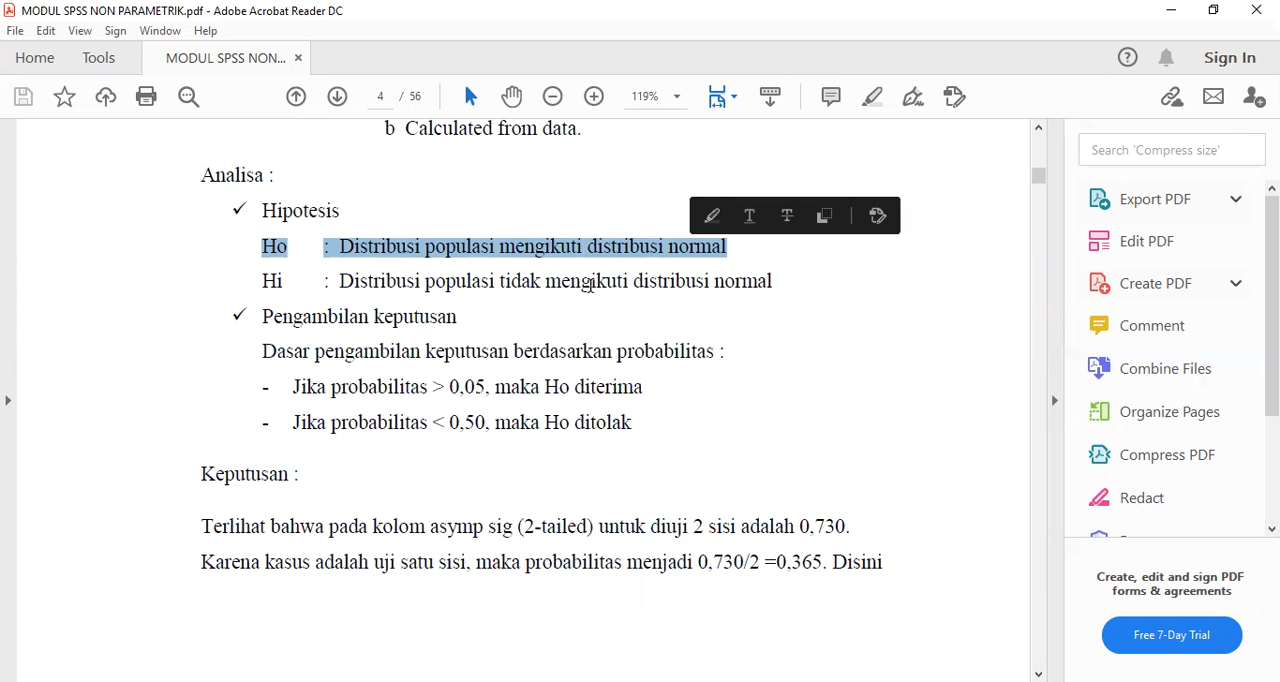 MODUL SPSS NON PARAMETRIK.pdf - Adobe Acrobat Reader DC
File Edit View Sign Window Help
Home Tools MODUL SPSS NON... × Sign In
4 / 56 119%
b Calculated from data.
Analisa :
✓ Hipotesis
Ho : Distribusi populasi mengikuti distribusi normal
Hi : Distribusi populasi tidak mengikuti distribusi normal
✓ Pengambilan keputusan
Dasar pengambilan keputusan berdasarkan probabilitas :
- Jika probabilitas > 0,05, maka Ho diterima
- Jika probabilitas < 0,50, maka Ho ditolak
Keputusan :
Terlihat bahwa pada kolom asymp sig (2-tailed) untuk diuji 2 sisi adalah 0,730.
Karena kasus adalah uji satu sisi, maka probabilitas menjadi 0,730/2 =0,365. Disini
Search 'Compress size'
Export PDF
Edit PDF
Create PDF
Comment
Combine Files
Organize Pages
Compress PDF
Redact
Create, edit and sign PDF
forms & agreements
Free 7-Day Trial